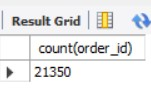 Result Grid
count(order_id)
21350